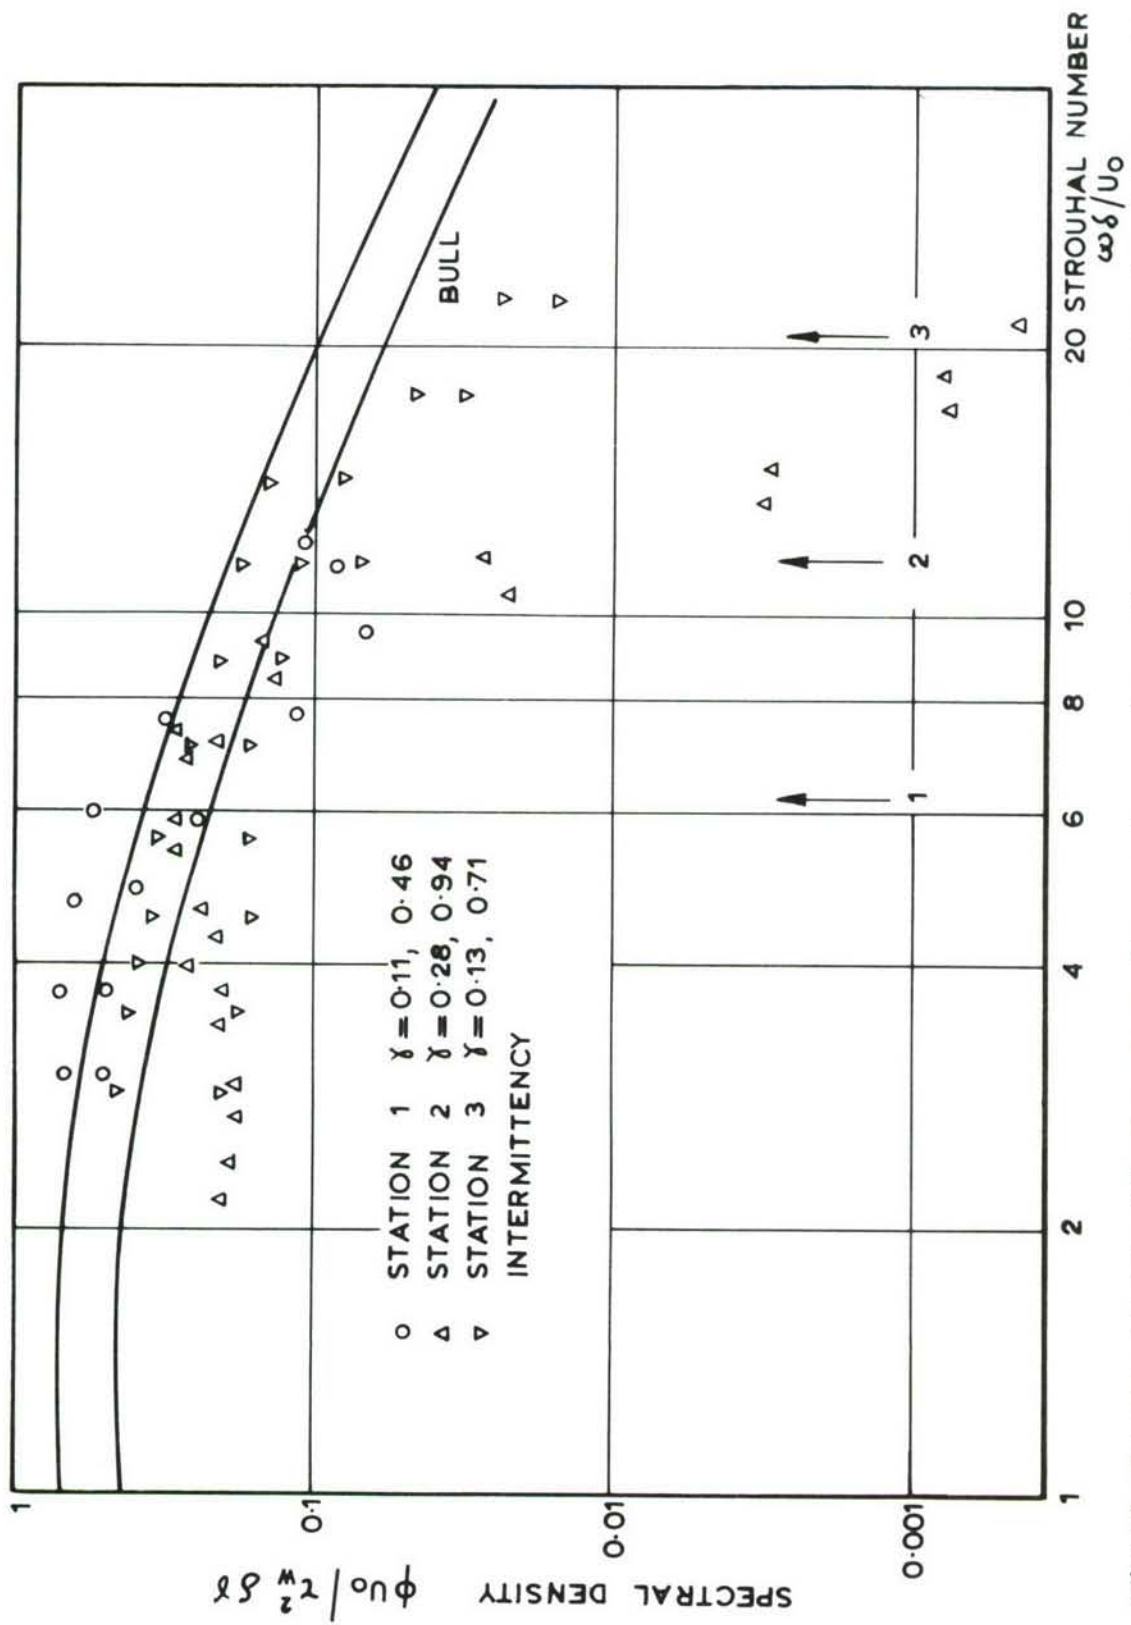 SPECTRAL DENSITY
ϕU₀/τ_w² δγ
1
0·1
0·01
0·001
BULL
○ STATION 1 γ=0·11, 0·46
△ STATION 2 γ=0·28, 0·94
▽ STATION 3 γ=0·13, 0·71
INTERMITTENCY
1
2
3
1
2
4
6
8
10
20
STROUHAL NUMBER
ωδ/U₀